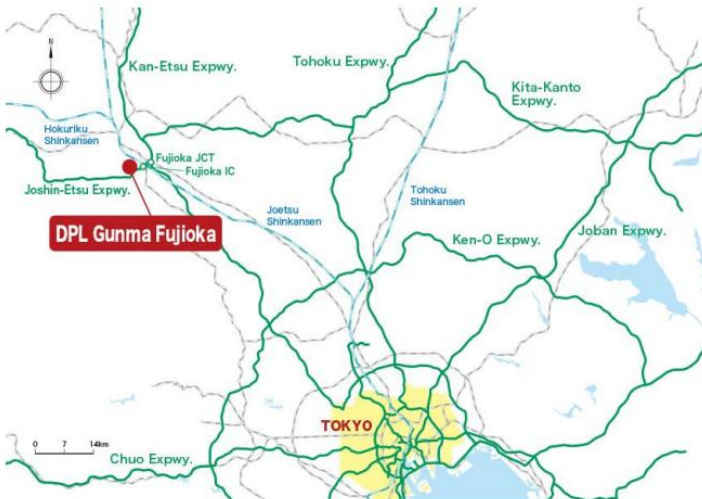 N
Kan-Etsu Expwy.
Tohoku Expwy.
Kita-Kanto
Expwy.
Hokuriku
Shinkansen
Fujioka JCT
Fujioka IC
Joshin-Etsu Expwy.
Joetsu
Shinkansen
Tohoku
Shinkansen
DPL Gunma Fujioka
Ken-O Expwy.
Joban Expwy.
TOKYO
0 7 14km
Chuo Expwy.